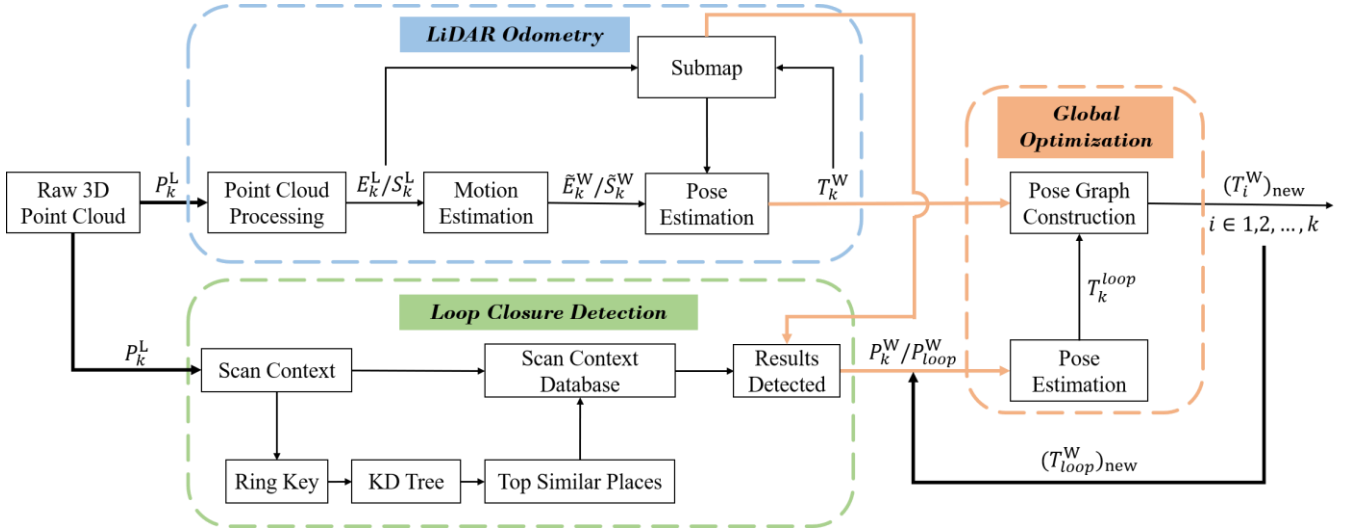 LiDAR Odometry
Submap
Global
Optimization
Raw 3D
Point Cloud
P_k^L
Point Cloud
Processing
E_k^L/S_k^L
Motion
Estimation
Ẽ_k^W/S̃_k^W
Pose
Estimation
T_k^W
Pose Graph
Construction
(T_i^W)_new
i ∈ 1,2, … , k
T_k^loop
Loop Closure Detection
P_k^L
Scan Context
Scan Context
Database
Results
Detected
P_k^W/P_loop^W
Pose
Estimation
Ring Key
KD Tree
Top Similar Places
(T_loop^W)_new